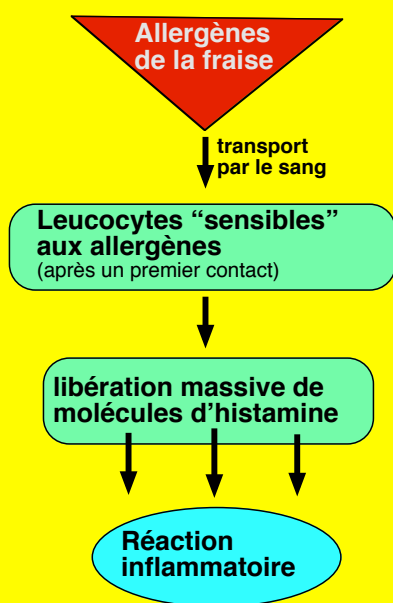 Allergènes
de la fraise
transport
par le sang
Leucocytes “sensibles”
aux allergènes
(après un premier contact)
libération massive de
molécules d’histamine
Réaction
inflammatoire